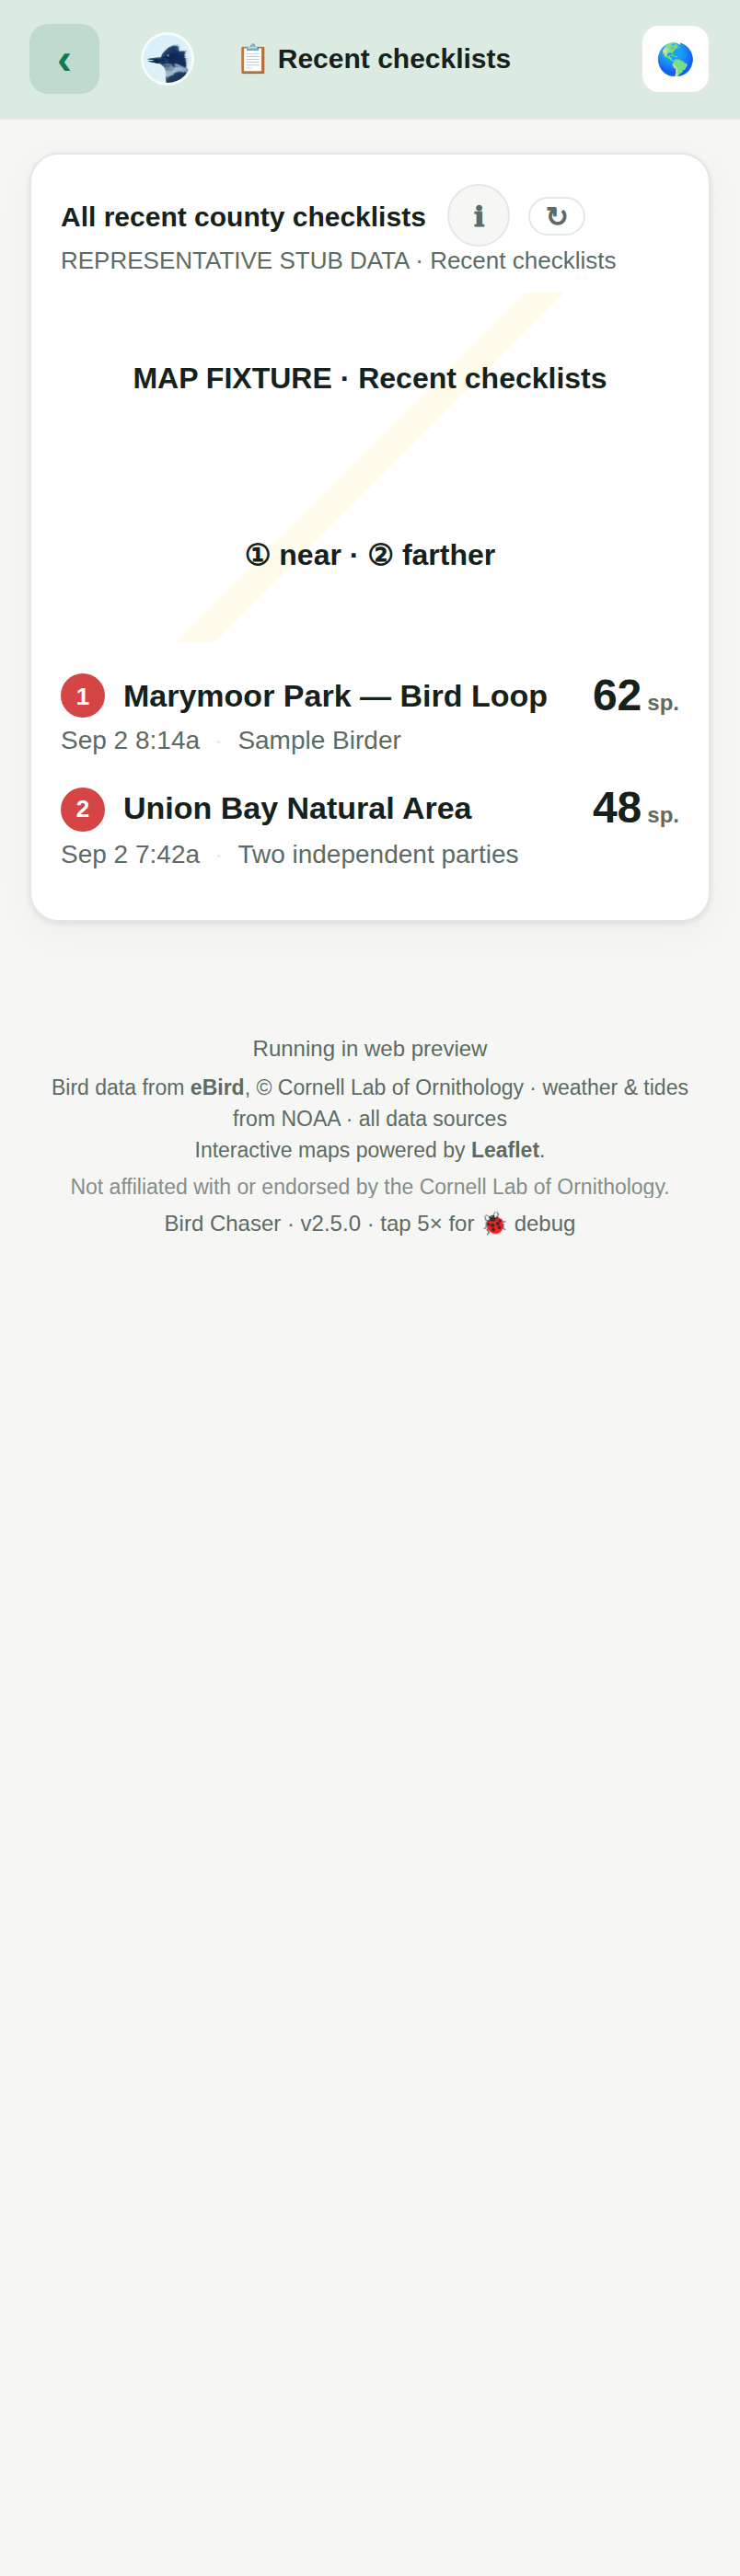 ‹ 📋 Recent checklists 🌎
All recent county checklists ℹ ↻
REPRESENTATIVE STUB DATA · Recent checklists
MAP FIXTURE · Recent checklists
① near · ② farther
1 Marymoor Park — Bird Loop 62 sp.
Sep 2 8:14a · Sample Birder
2 Union Bay Natural Area 48 sp.
Sep 2 7:42a · Two independent parties
Running in web preview
Bird data from eBird, © Cornell Lab of Ornithology · weather & tides
from NOAA · all data sources
Interactive maps powered by Leaflet.
Not affiliated with or endorsed by the Cornell Lab of Ornithology.
Bird Chaser · v2.5.0 · tap 5× for 🐞 debug